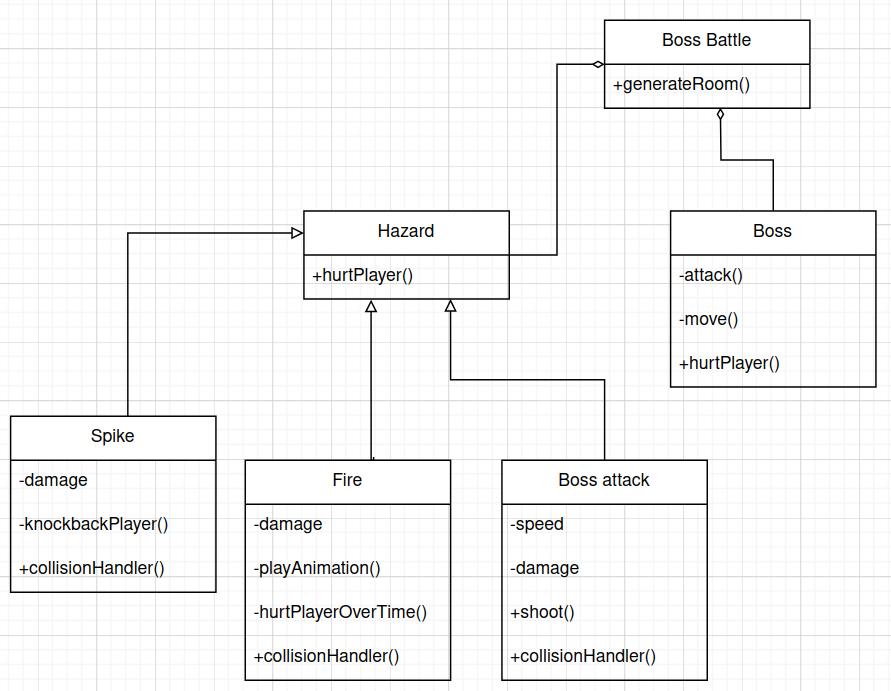 Boss Battle
+generateRoom()
Hazard
+hurtPlayer()
Boss
-attack()
-move()
+hurtPlayer()
Spike
-damage
-knockbackPlayer()
+collisionHandler()
Fire
-damage
-playAnimation()
-hurtPlayerOverTime()
+collisionHandler()
Boss attack
-speed
-damage
+shoot()
+collisionHandler()